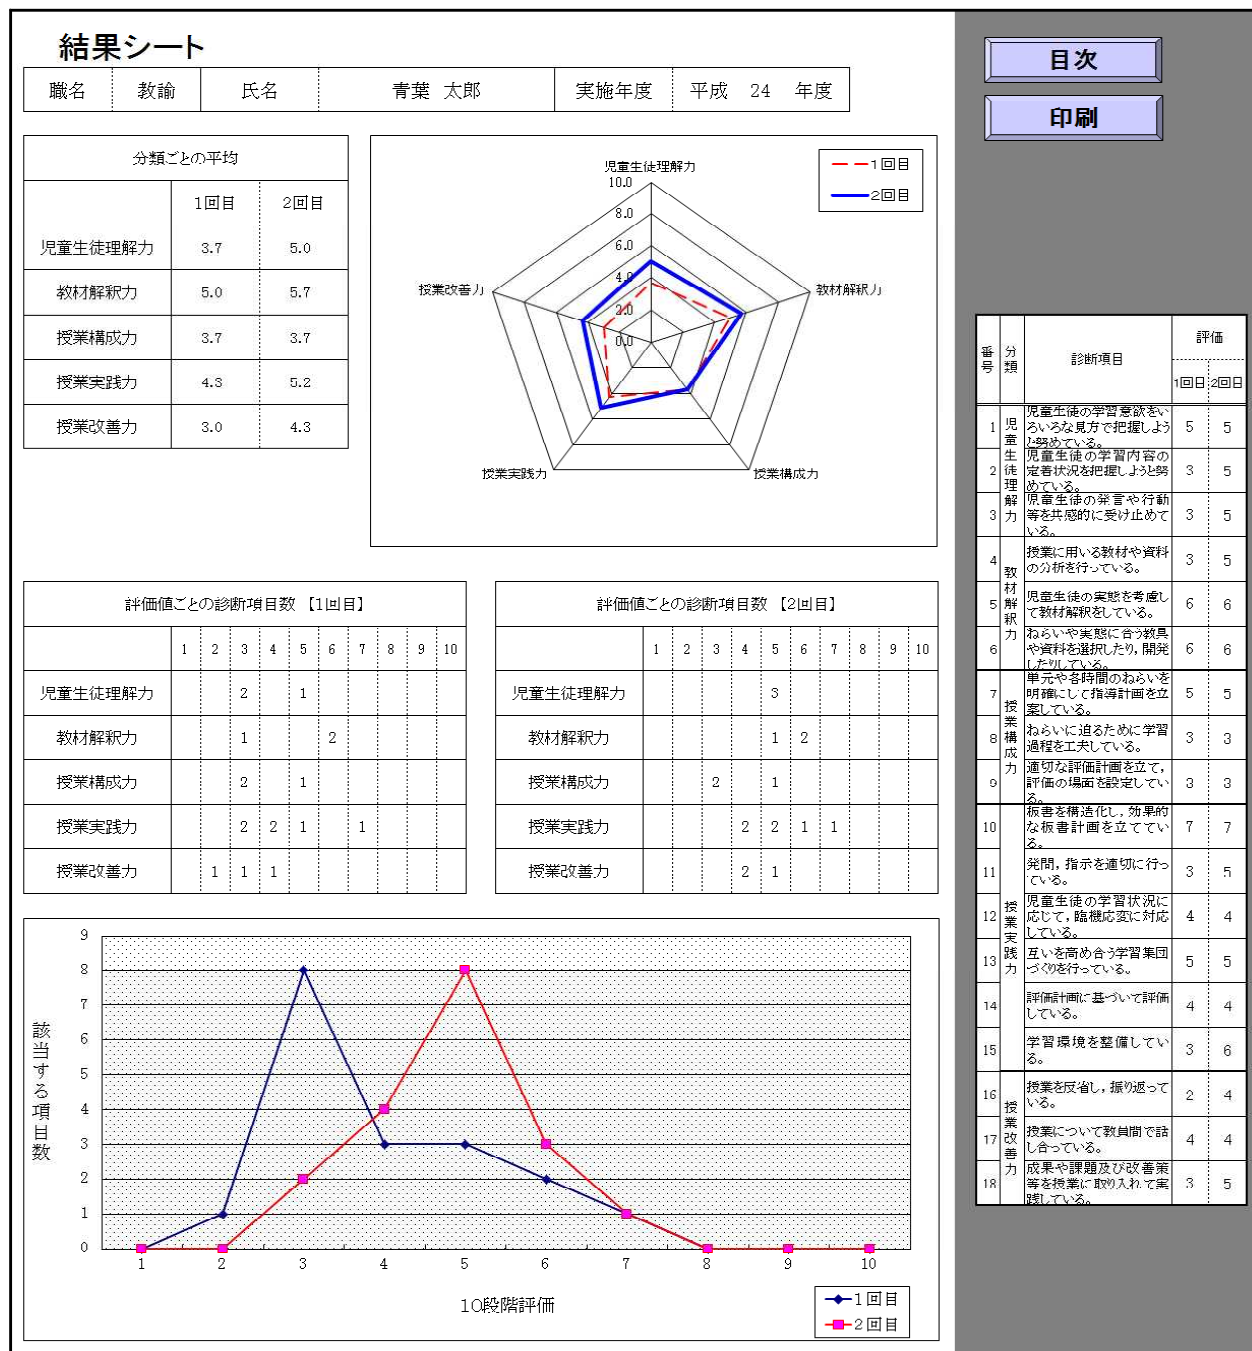 結果シート
職名 教諭 氏名 青葉 太郎 実施年度 平成 24 年度
目次
印刷
分類ごとの平均
1回目 2回目
児童生徒理解力 3.7 5.0
教材解釈力 5.0 5.7
授業構成力 3.7 3.7
授業実践力 4.3 5.2
授業改善力 3.0 4.3
児童生徒理解力
10.0
8.0
6.0
4.0
2.0
0.0
教材解釈力
授業構成力
授業実践力
授業改善力
1回目
2回目
評価値ごとの診断項目数 【1回目】
1 2 3 4 5 6 7 8 9 10
児童生徒理解力 2 1
教材解釈力 1 2
授業構成力 2 1
授業実践力 2 2 1 1
授業改善力 1 1 1
評価値ごとの診断項目数 【2回目】
1 2 3 4 5 6 7 8 9 10
児童生徒理解力 3
教材解釈力 1 2
授業構成力 2 1
授業実践力 2 2 1 1
授業改善力 2 1
該当する項目数
9
8
7
6
5
4
3
2
1
0
1 2 3 4 5 6 7 8 9 10
10段階評価
1回目
2回目
番号 分類 診断項目 評価
1回目 2回目
児童生徒理解力
1 児童生徒の学習意欲をい
ろいろな見方で把握しよう
と努めている。 5 5
2 児童生徒の学習内容の
定着状況を把握しようと努
めている。 3 5
3 児童生徒の発言や行動
等を共感的に受け止めて
いる。 3 5
教材解釈力
4 授業に用いる教材や資料
の分析を行っている。 3 5
5 児童生徒の実態を考慮し
て教材解釈をしている。 6 6
6 ねらいや実態に合う教具
や資料を選択したり，開発
したりしている。 6 6
授業構成力
7 単元や各時間のねらいを
明確にして指導計画を立
案している。 5 5
8 ねらいに迫るために学習
過程を工夫している。 3 3
9 適切な評価計画を立て，
評価の場面を設定してい
る。 3 3
授業実践力
10 板書を構造化し，効果的
な板書計画を立ててい
る。 7 7
11 発問，指示を適切に行っ
ている。 3 5
12 児童生徒の学習状況に
応じて，臨機応変に対応
している。 4 4
13 互いを高め合う学習集団
づくりを行っている。 5 5
14 評価計画に基づいて評価
している。 4 4
15 学習環境を整備してい
る。 3 6
授業改善力
16 授業を反省し，振り返って
いる。 2 4
17 授業について教員間で話
し合っている。 4 4
18 成果や課題及び改善策
等を授業に取り入れて実
践している。 3 5